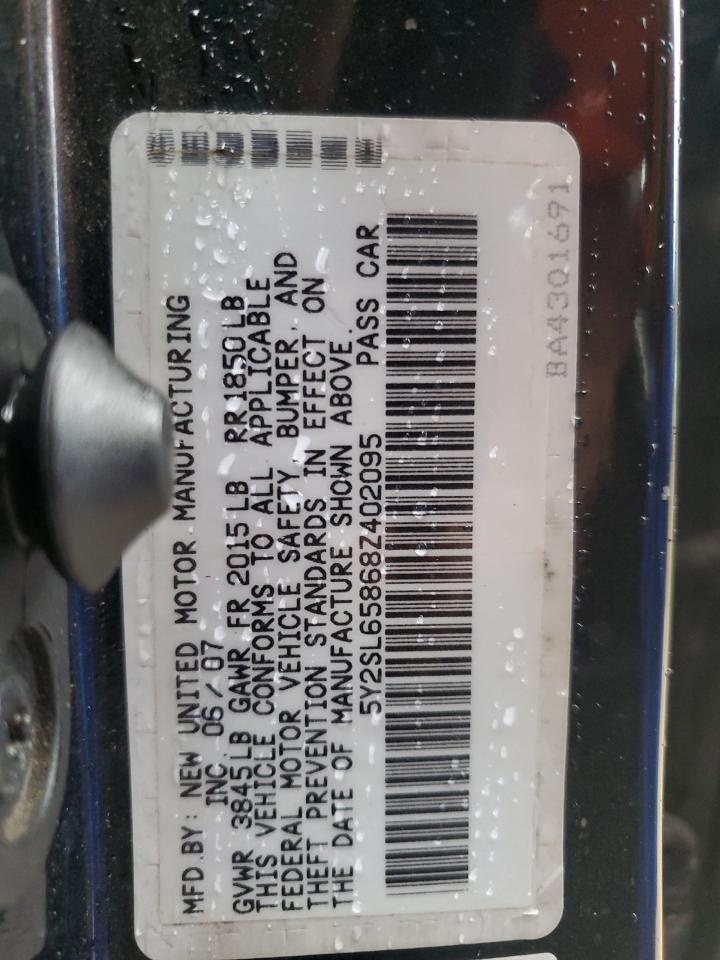 MFD.BY: NEW UNITED MOTOR MANUFACTURING
INC 06/07
GVWR 3845LB GAWR FR 2015LB RR1850LB
THIS VEHICLE CONFORMS TO ALL APPLICABLE
FEDERAL MOTOR VEHICLE SAFETY, BUMPER, AND
THEFT PREVENTION STANDARDS IN EFFECT ON
THE DATE OF MANUFACTURE SHOWN ABOVE.
5Y2SL65868Z402095 PASS CAR
BA4301691